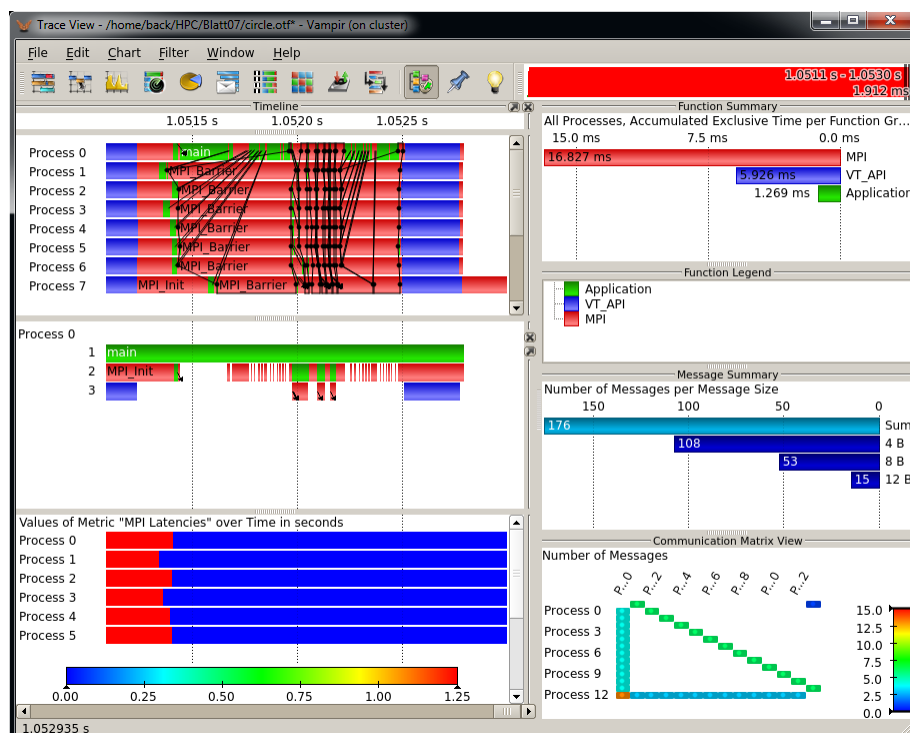 Trace View - /home/back/HPC/Blatt07/circle.otf* - Vampir (on cluster)
File Edit Chart Filter Window Help
1.0511 s - 1.0530 s
1.912 ms
Timeline
1.0515 s 1.0520 s 1.0525 s
Process 0 main
Process 1 MPI_Barrier
Process 2 MPI_Barrier
Process 3 MPI_Barrier
Process 4 MPI_Barrier
Process 5 MPI_Barrier
Process 6 MPI_Barrier
Process 7 MPI_Init MPI_Barrier
Process 0
1 main
2 MPI_Init
3
Values of Metric "MPI Latencies" over Time in seconds
Process 0
Process 1
Process 2
Process 3
Process 4
Process 5
0.00 0.25 0.50 0.75 1.00 1.25
1.052935 s
Function Summary
All Processes, Accumulated Exclusive Time per Function Gr...
15.0 ms 7.5 ms 0.0 ms
16.827 ms MPI
5.926 ms VT_API
1.269 ms Application
Function Legend
Application
VT_API
MPI
Message Summary
Number of Messages per Message Size
150 100 50 0
176 Sum
108 4 B
53 8 B
15 12 B
Communication Matrix View
Number of Messages
P...0 P...2 P...4 P...6 P...8 P...0 P...2
Process 0
Process 3
Process 6
Process 9
Process 12
15.0
12.5
10.0
7.5
5.0
2.5
0.0